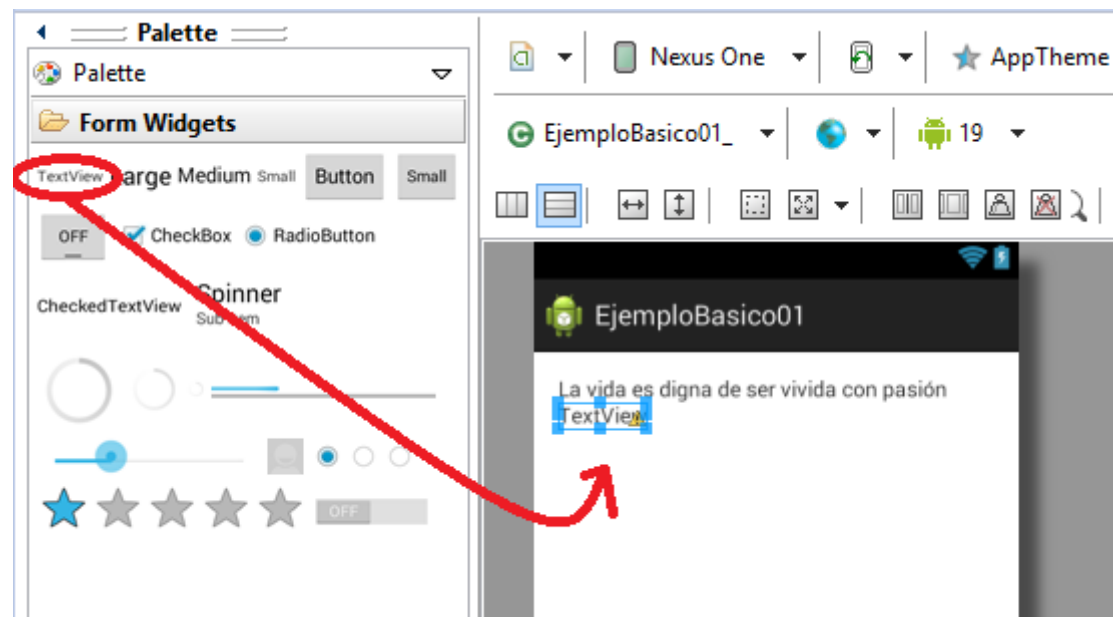 Palette
Palette
Form Widgets
TextView Large Medium Small Button Small
OFF CheckBox RadioButton
CheckedTextView Spinner
Sub Item
OFF
Nexus One AppTheme
EjemploBasico01_ 19
EjemploBasico01
La vida es digna de ser vivida con pasión
TextView